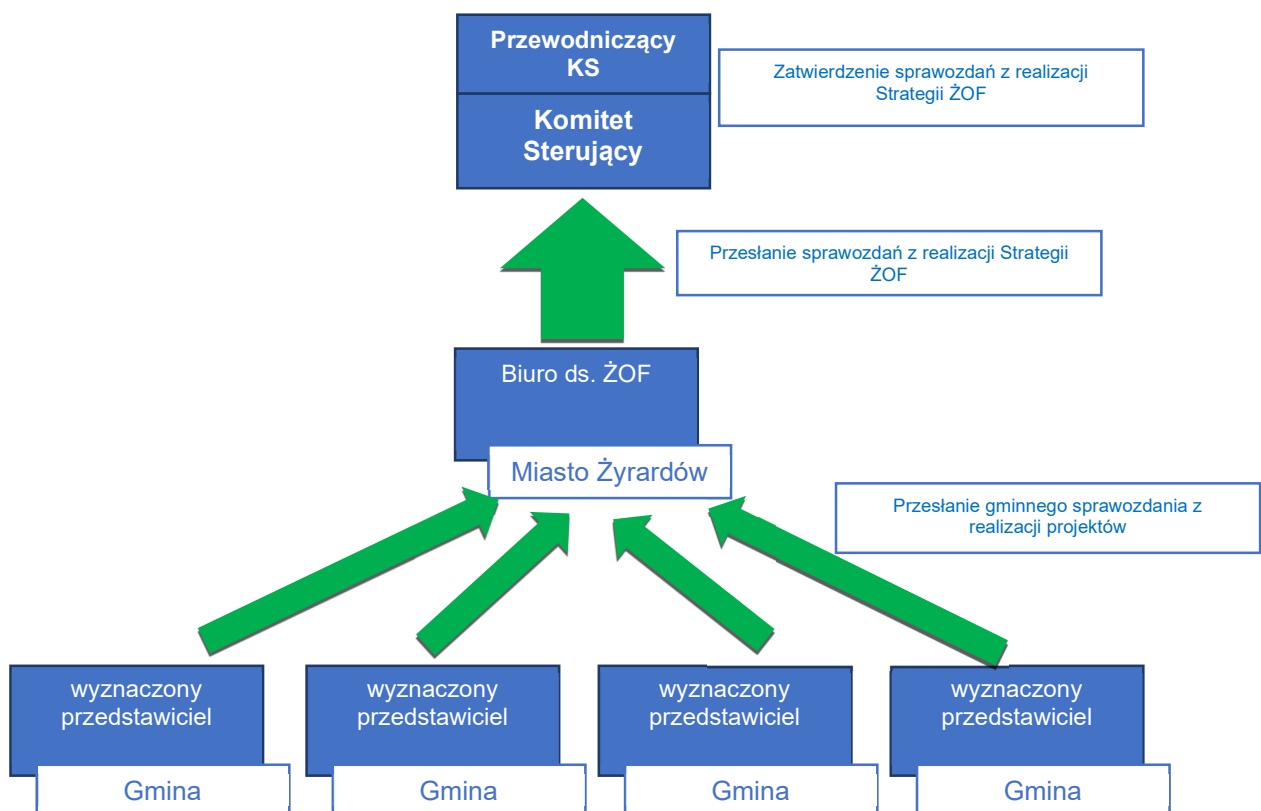 Przewodniczący
KS
Zatwierdzenie sprawozdań z realizacji
Strategii ŻOF
Komitet
Sterujący
Przesłanie sprawozdań z realizacji Strategii
ŻOF
Biuro ds. ŻOF
Miasto Żyrardów
Przesłanie gminnego sprawozdania z
realizacji projektów
wyznaczony
przedstawiciel
Gmina
wyznaczony
przedstawiciel
Gmina
wyznaczony
przedstawiciel
Gmina
wyznaczony
przedstawiciel
Gmina